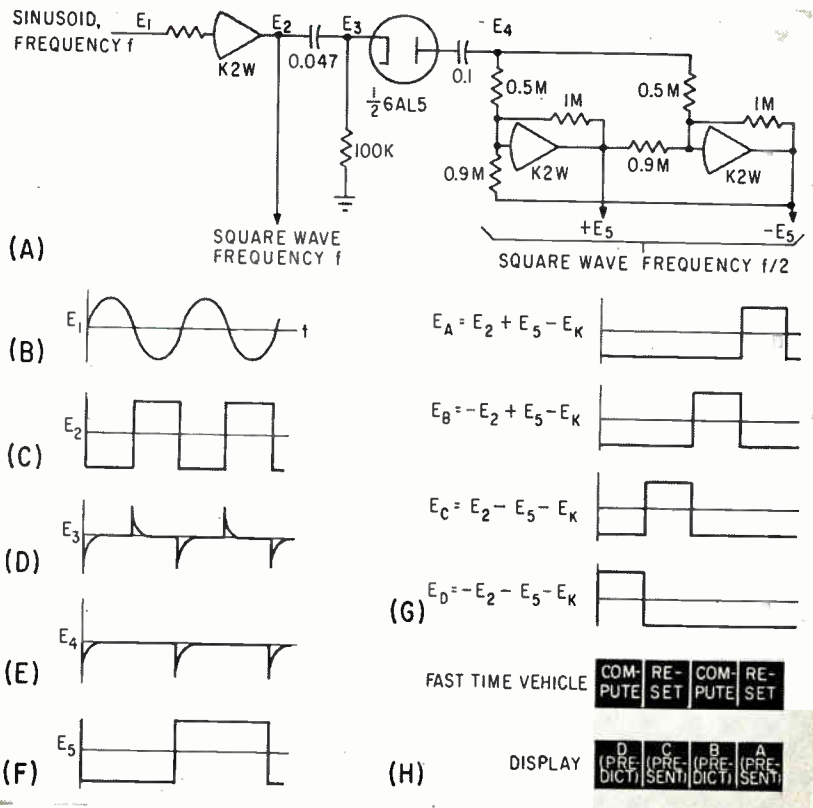 SINUSOID, E1 E2 E3 -E4
FREQUENCY f
K2W 0.047 0.1
½6AL5
0.5M 1M 0.5M 1M
100K
0.9M K2W 0.9M K2W
+E5 -E5
(A) SQUARE WAVE
FREQUENCY f
SQUARE WAVE FREQUENCY f/2
(B) E1 t
(C) E2
(D) E3
(E) E4
(F) E5
EA = E2 + E5 - EK
EB = -E2 + E5 - EK
EC = E2 - E5 - EK
(G) ED = -E2 - E5 - EK
FAST TIME VEHICLE
COM-
PUTE
RE-
SET
COM-
PUTE
RE-
SET
(H) DISPLAY
D
(PRE-
DICT)
C
(PRE-
SENT)
B
(PRE-
DICT)
A
(PRE-
SENT)